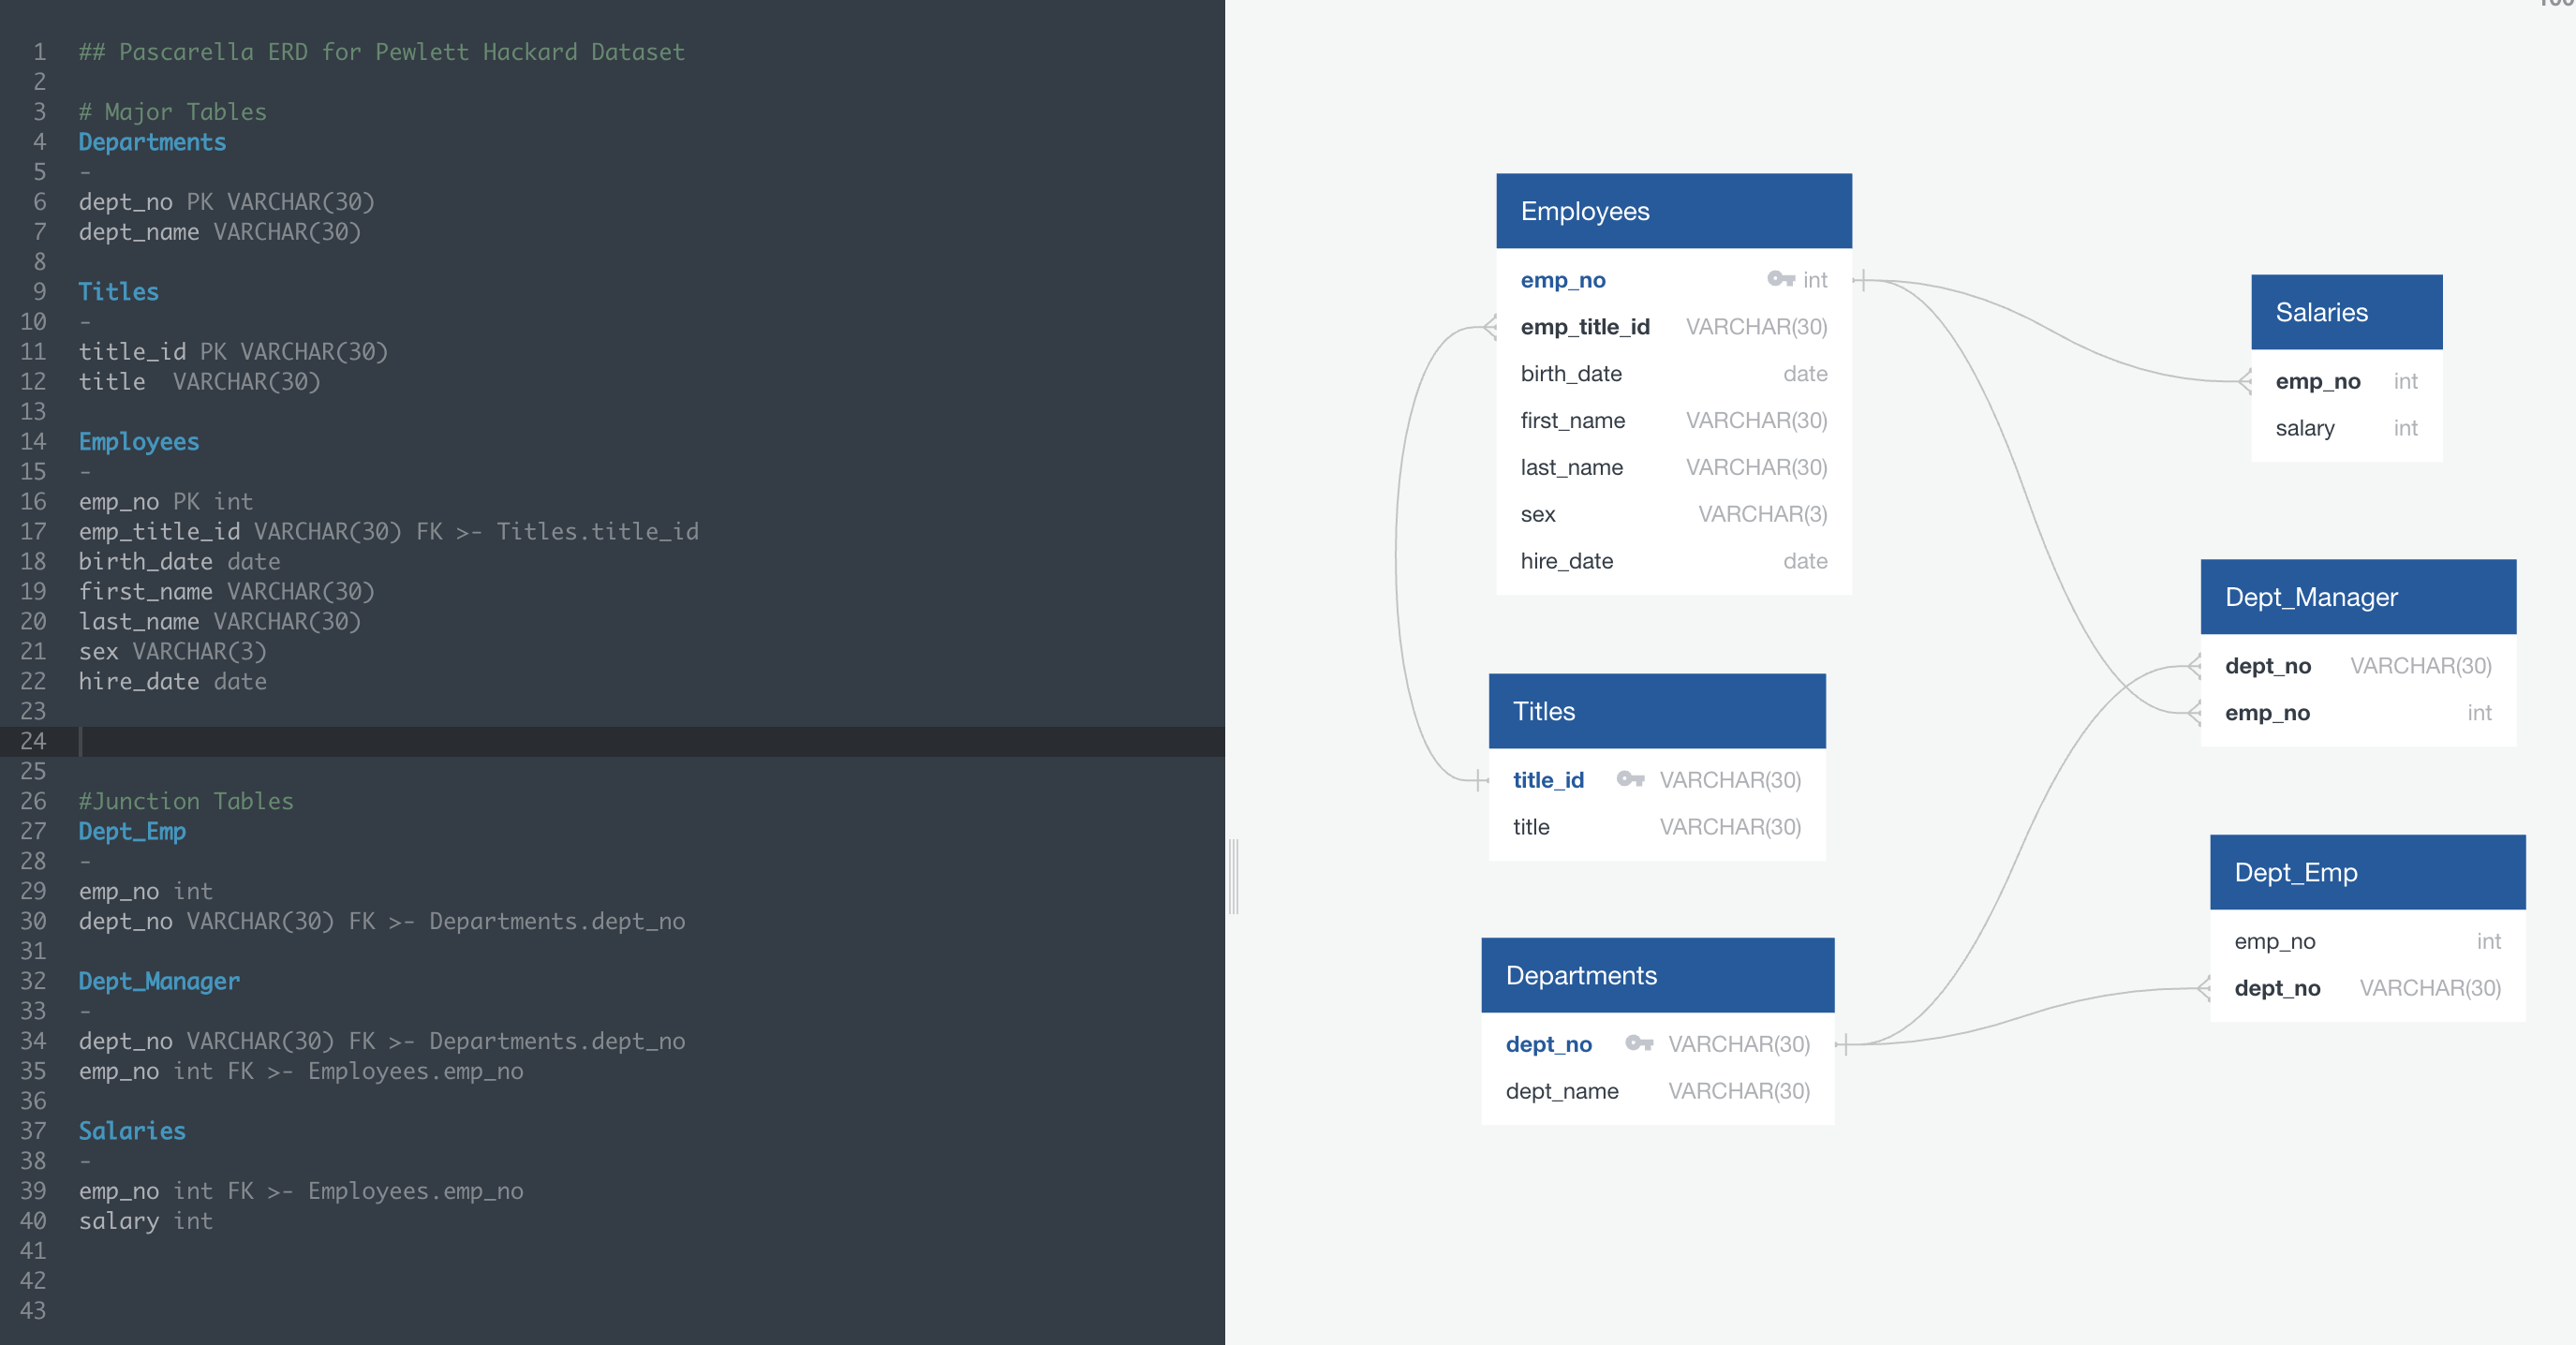 1 ## Pascarella ERD for Pewlett Hackard Dataset
2
3 # Major Tables
4 Departments
5 -
6 dept_no PK VARCHAR(30)
7 dept_name VARCHAR(30)
8
9 Titles
10 -
11 title_id PK VARCHAR(30)
12 title  VARCHAR(30)
13
14 Employees
15 -
16 emp_no PK int
17 emp_title_id VARCHAR(30) FK >- Titles.title_id
18 birth_date date
19 first_name VARCHAR(30)
20 last_name VARCHAR(30)
21 sex VARCHAR(3)
22 hire_date date
23
24
25
26 #Junction Tables
27 Dept_Emp
28 -
29 emp_no int
30 dept_no VARCHAR(30) FK >- Departments.dept_no
31
32 Dept_Manager
33 -
34 dept_no VARCHAR(30) FK >- Departments.dept_no
35 emp_no int FK >- Employees.emp_no
36
37 Salaries
38 -
39 emp_no int FK >- Employees.emp_no
40 salary int
41
42
43
Employees
emp_no int
emp_title_id VARCHAR(30)
birth_date date
first_name VARCHAR(30)
last_name VARCHAR(30)
sex VARCHAR(3)
hire_date date
Titles
title_id VARCHAR(30)
title VARCHAR(30)
Departments
dept_no VARCHAR(30)
dept_name VARCHAR(30)
Salaries
emp_no int
salary int
Dept_Manager
dept_no VARCHAR(30)
emp_no int
Dept_Emp
emp_no int
dept_no VARCHAR(30)